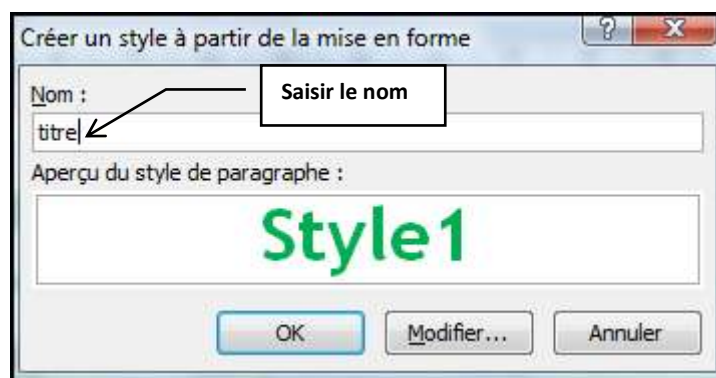 Créer un style à partir de la mise en forme
Nom :
Saisir le nom
titre
Aperçu du style de paragraphe :
Style1
OK Modifier... Annuler